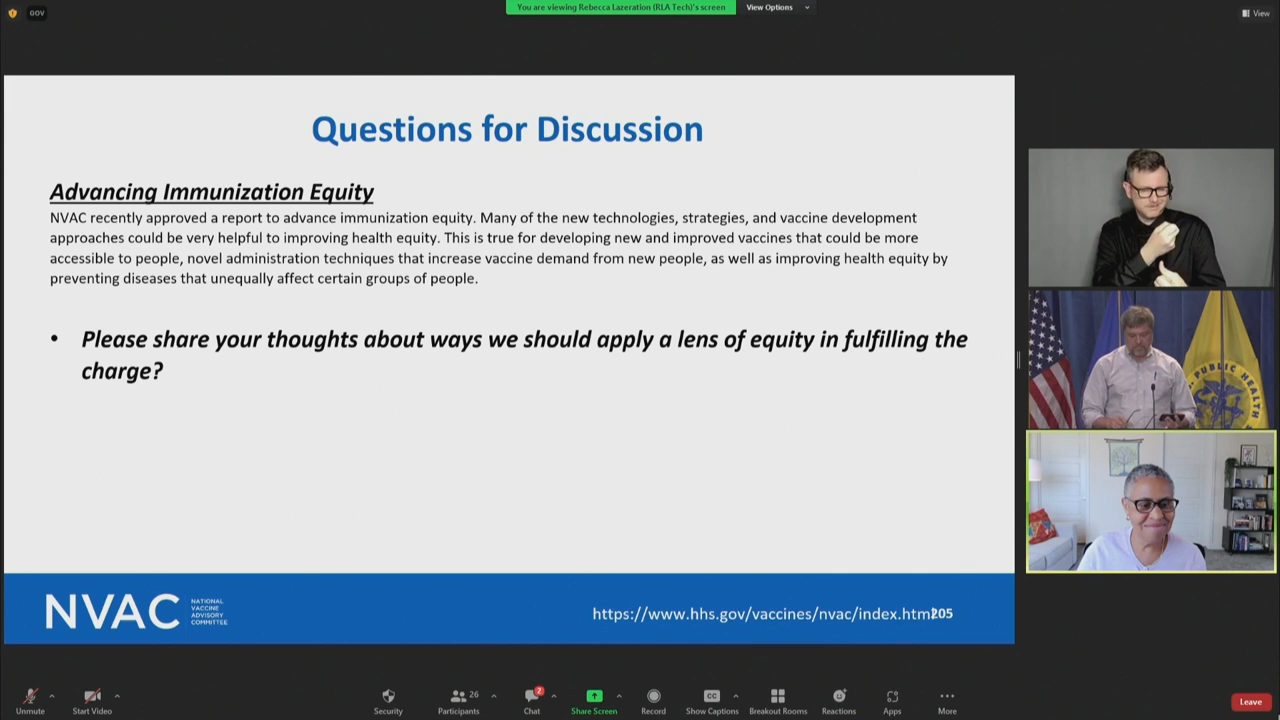 GOV
You are viewing Rebecca Lazeration (RLA Tech)'s screen
View Options
View
Questions for Discussion
Advancing Immunization Equity
NVAC recently approved a report to advance immunization equity. Many of the new technologies, strategies, and vaccine development
approaches could be very helpful to improving health equity. This is true for developing new and improved vaccines that could be more
accessible to people, novel administration techniques that increase vaccine demand from new people, as well as improving health equity by
preventing diseases that unequally affect certain groups of people.
• Please share your thoughts about ways we should apply a lens of equity in fulfilling the
charge?
PUBLIC HEALTH
NVAC
NATIONAL
VACCINE
ADVISORY
COMMITTEE
https://www.hhs.gov/vaccines/nvac/index.html
205
Unmute
Start Video
Security
Participants
26
Chat
2
Share Screen
Record
CC
Show Captions
Breakout Rooms
Reactions
Apps
More
Leave